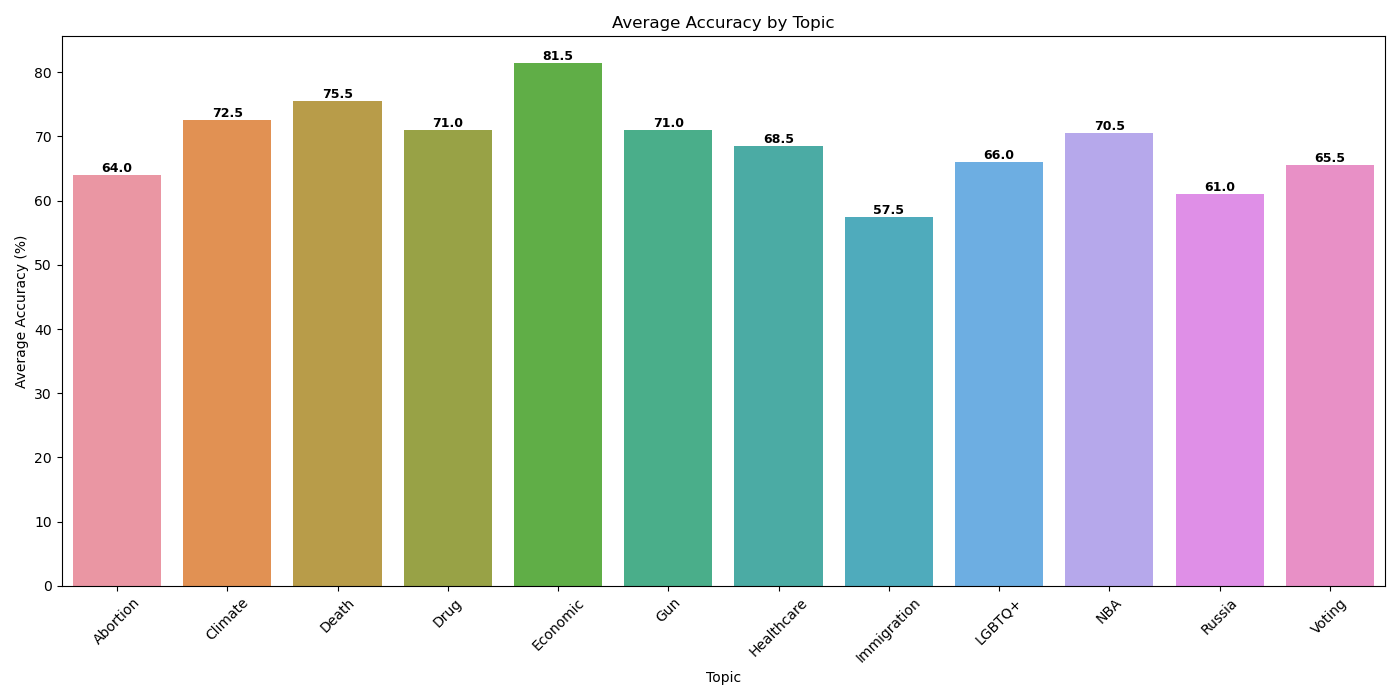 Average Accuracy by Topic
Average Accuracy (%)
80
70
60
50
40
30
20
10
0
64.0
72.5
75.5
71.0
81.5
71.0
68.5
57.5
66.0
70.5
61.0
65.5
Abortion
Climate
Death
Drug
Economic
Gun
Healthcare
Immigration
LGBTQ+
NBA
Russia
Voting
Topic